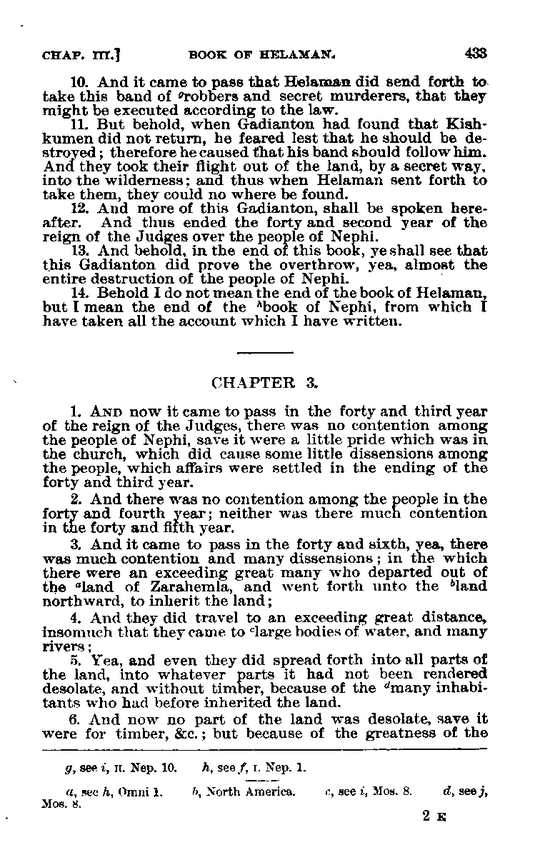 CHAP. III.] BOOK OF HELAMAN. 433
10. And it came to pass that Helaman did send forth to
take this band of ᵍrobbers and secret murderers, that they
might be executed according to the law.
11. But behold, when Gadianton had found that Kish-
kumen did not return, he feared lest that he should be de-
stroyed; therefore he caused that his band should follow him.
And they took their flight out of the land, by a secret way,
into the wilderness; and thus when Helaman sent forth to
take them, they could no where be found.
12. And more of this Gadianton, shall be spoken here-
after. And thus ended the forty and second year of the
reign of the Judges over the people of Nephi.
13. And behold, in the end of this book, ye shall see that
this Gadianton did prove the overthrow, yea, almost the
entire destruction of the people of Nephi.
14. Behold I do not mean the end of the book of Helaman,
but I mean the end of the ʰbook of Nephi, from which I
have taken all the account which I have written.
CHAPTER 3.
1. AND now it came to pass in the forty and third year
of the reign of the Judges, there was no contention among
the people of Nephi, save it were a little pride which was in
the church, which did cause some little dissensions among
the people, which affairs were settled in the ending of the
forty and third year.
2. And there was no contention among the people in the
forty and fourth year; neither was there much contention
in the forty and fifth year.
3. And it came to pass in the forty and sixth, yea, there
was much contention and many dissensions; in the which
there were an exceeding great many who departed out of
the ᵃland of Zarahemla, and went forth unto the ᵇland
northward, to inherit the land;
4. And they did travel to an exceeding great distance,
insomuch that they came to ᶜlarge bodies of water, and many
rivers;
5. Yea, and even they did spread forth into all parts of
the land, into whatever parts it had not been rendered
desolate, and without timber, because of the ᵈmany inhabi-
tants who had before inherited the land.
6. And now no part of the land was desolate, save it
were for timber, &c.; but because of the greatness of the
g, see i, II. Nep. 10. h, see f, I. Nep. 1.
a, see h, Omni 1. b, North America. c, see i, Mos. 8. d, see j,
Mos. 8.
2 E